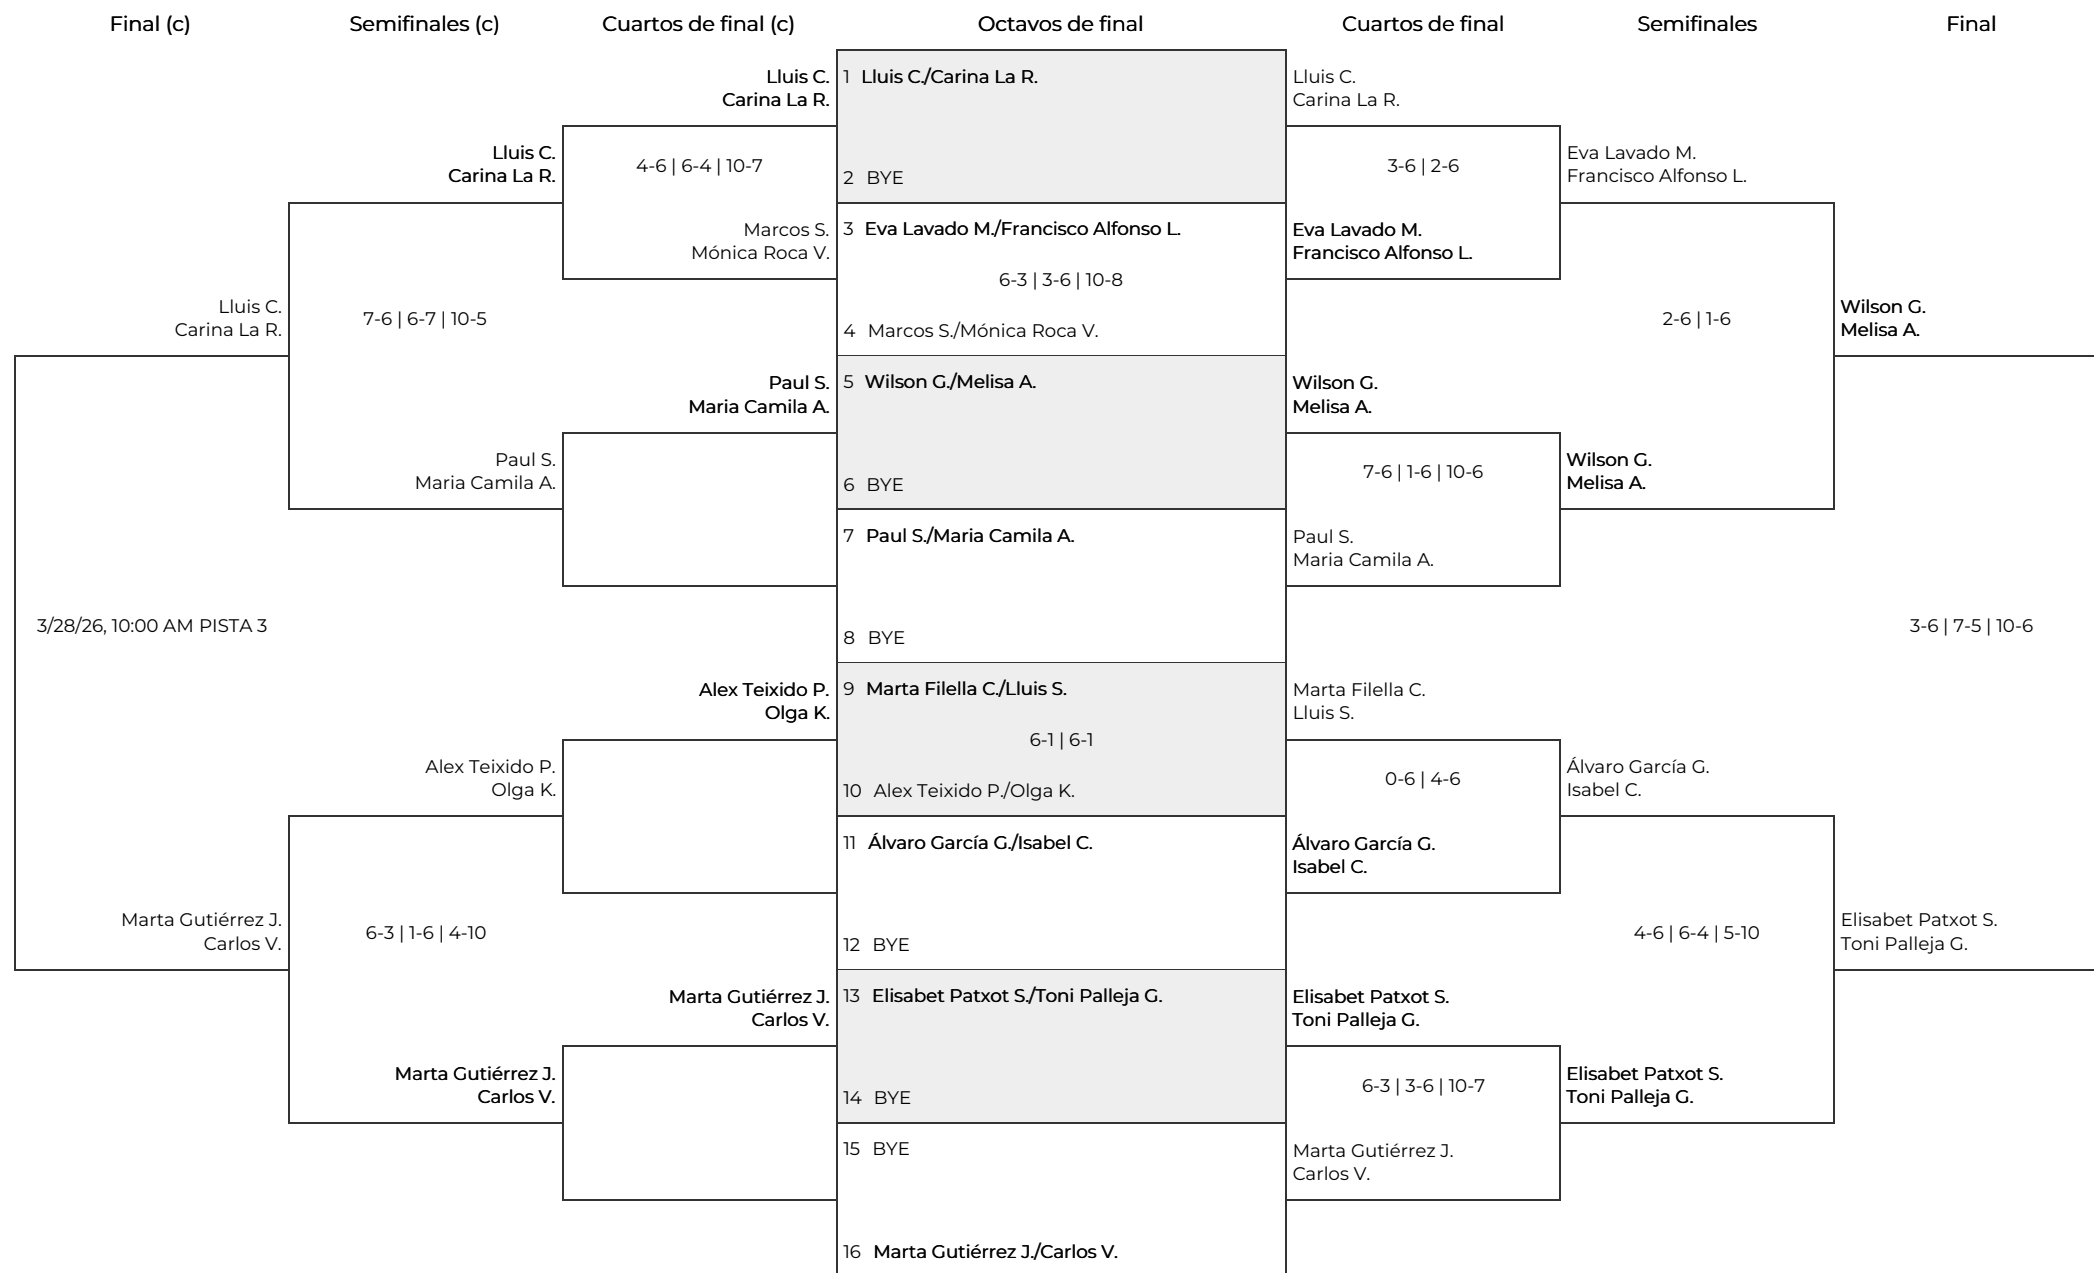 Final (c)
Semifinales (c)
Cuartos de final (c)
Octavos de final
Cuartos de final
Semifinales
Final
Lluis C.
Carina La R.
4-6 | 6-4 | 10-7
Marcos S.
Mónica Roca V.
Lluis C.
Carina La R.
7-6 | 6-7 | 10-5
Paul S.
Maria Camila A.
Paul S.
Maria Camila A.
Lluis C.
Carina La R.
3/28/26, 10:00 AM PISTA 3
Marta Gutiérrez J.
Carlos V.
Alex Teixido P.
Olga K.
Alex Teixido P.
Olga K.
6-3 | 1-6 | 4-10
Marta Gutiérrez J.
Carlos V.
Marta Gutiérrez J.
Carlos V.
1 Lluis C./Carina La R.
2 BYE
3 Eva Lavado M./Francisco Alfonso L.
6-3 | 3-6 | 10-8
4 Marcos S./Mónica Roca V.
5 Wilson G./Melisa A.
6 BYE
7 Paul S./Maria Camila A.
8 BYE
9 Marta Filella C./Lluis S.
6-1 | 6-1
10 Alex Teixido P./Olga K.
11 Álvaro García G./Isabel C.
12 BYE
13 Elisabet Patxot S./Toni Palleja G.
14 BYE
15 BYE
16 Marta Gutiérrez J./Carlos V.
Lluis C.
Carina La R.
3-6 | 2-6
Eva Lavado M.
Francisco Alfonso L.
Wilson G.
Melisa A.
7-6 | 1-6 | 10-6
Paul S.
Maria Camila A.
Marta Filella C.
Lluis S.
0-6 | 4-6
Álvaro García G.
Isabel C.
Elisabet Patxot S.
Toni Palleja G.
6-3 | 3-6 | 10-7
Marta Gutiérrez J.
Carlos V.
Eva Lavado M.
Francisco Alfonso L.
2-6 | 1-6
Wilson G.
Melisa A.
Álvaro García G.
Isabel C.
4-6 | 6-4 | 5-10
Elisabet Patxot S.
Toni Palleja G.
Wilson G.
Melisa A.
3-6 | 7-5 | 10-6
Elisabet Patxot S.
Toni Palleja G.